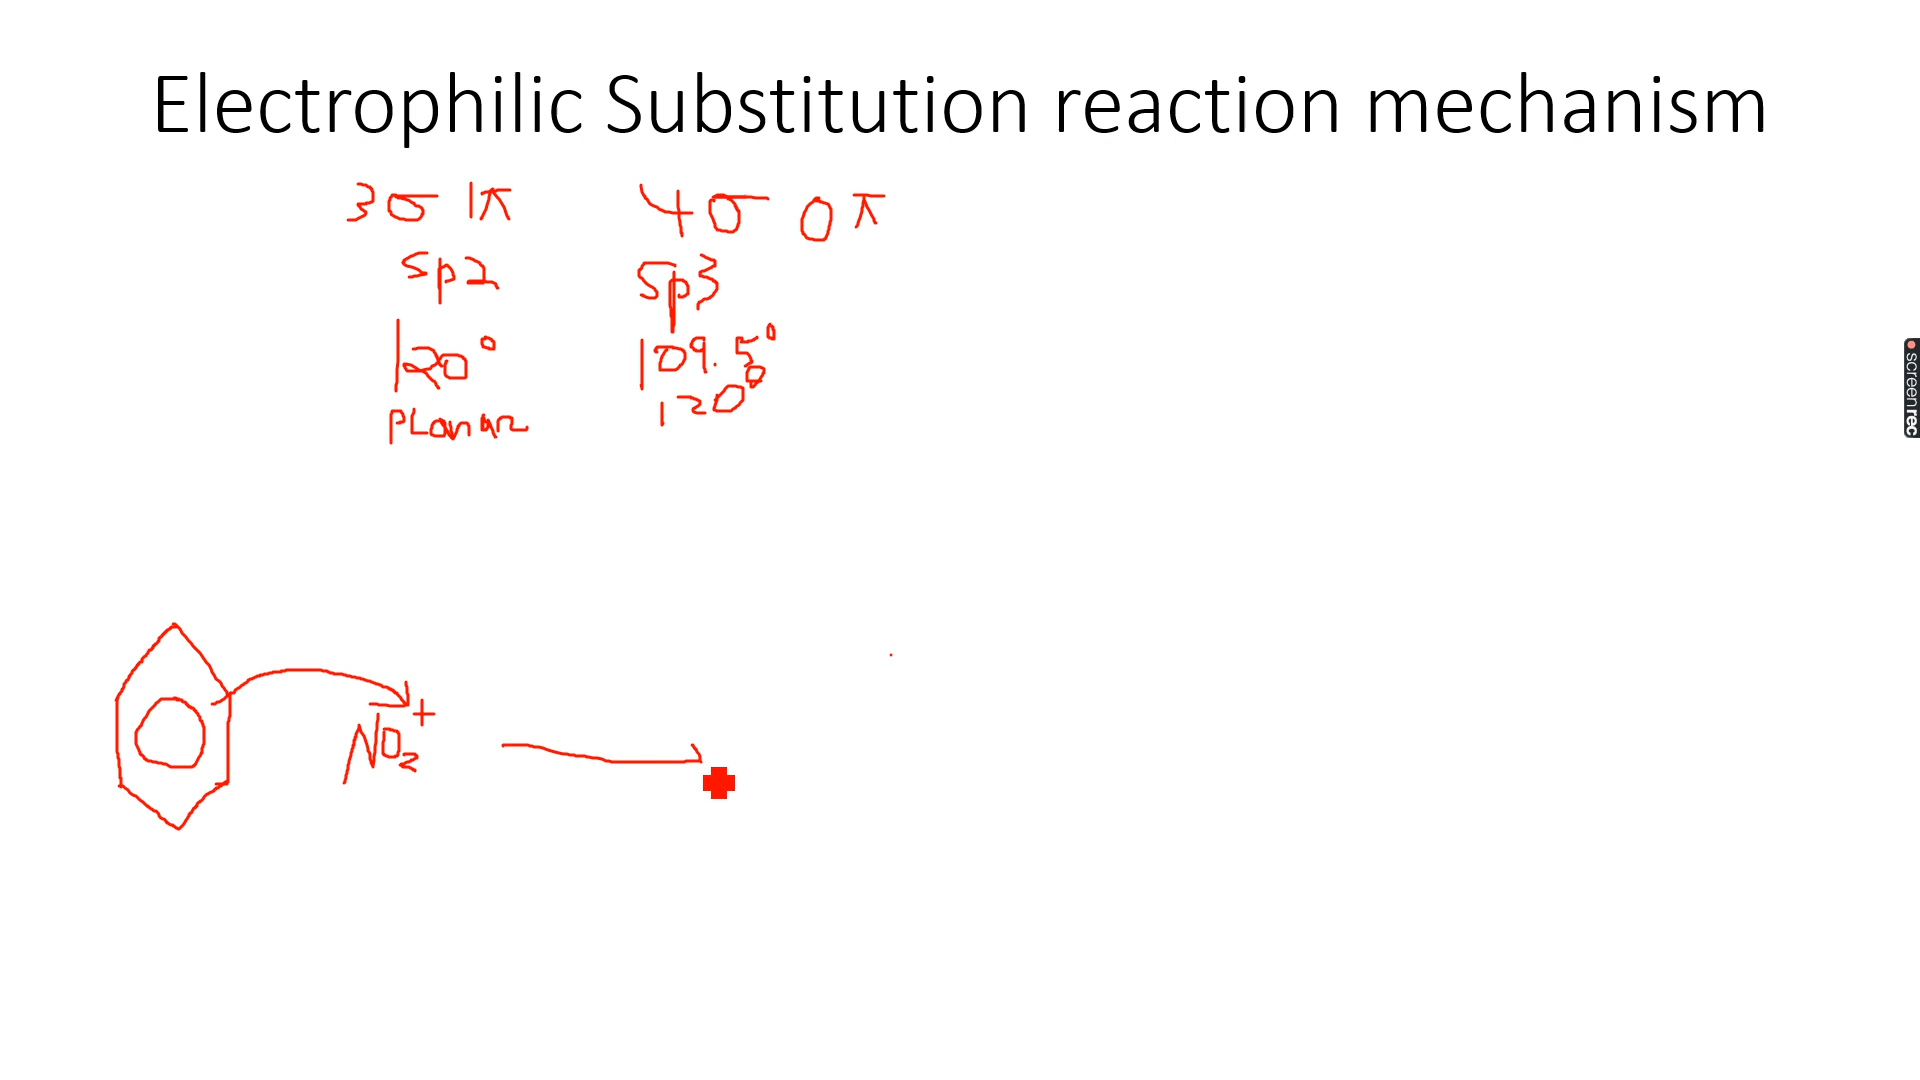 Electrophilic Substitution reaction mechanism
3σ 1π 4σ 0π
sp2 sp3
120° 109.5°
120°
planar
NO₂⁺
screenrec